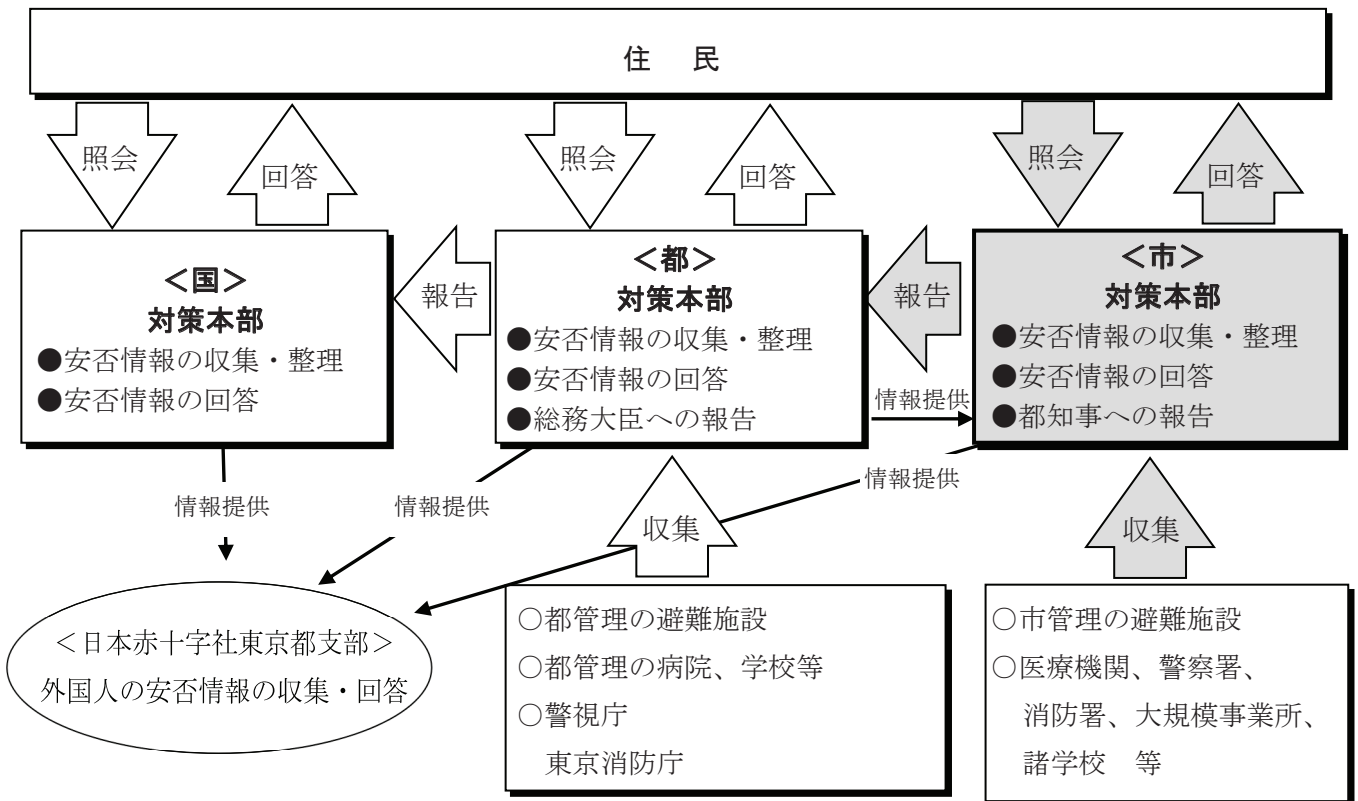 住　民
照会
回答
照会
回答
照会
回答
＜国＞
対策本部
●安否情報の収集・整理
●安否情報の回答
報告
＜都＞
対策本部
●安否情報の収集・整理
●安否情報の回答
●総務大臣への報告
報告
＜市＞
対策本部
●安否情報の収集・整理
●安否情報の回答
●都知事への報告
情報提供
情報提供
情報提供
情報提供
収集
収集
＜日本赤十字社東京都支部＞
外国人の安否情報の収集・回答
○都管理の避難施設
○都管理の病院、学校等
○警視庁
東京消防庁
○市管理の避難施設
○医療機関、警察署、
消防署、大規模事業所、
諸学校　等